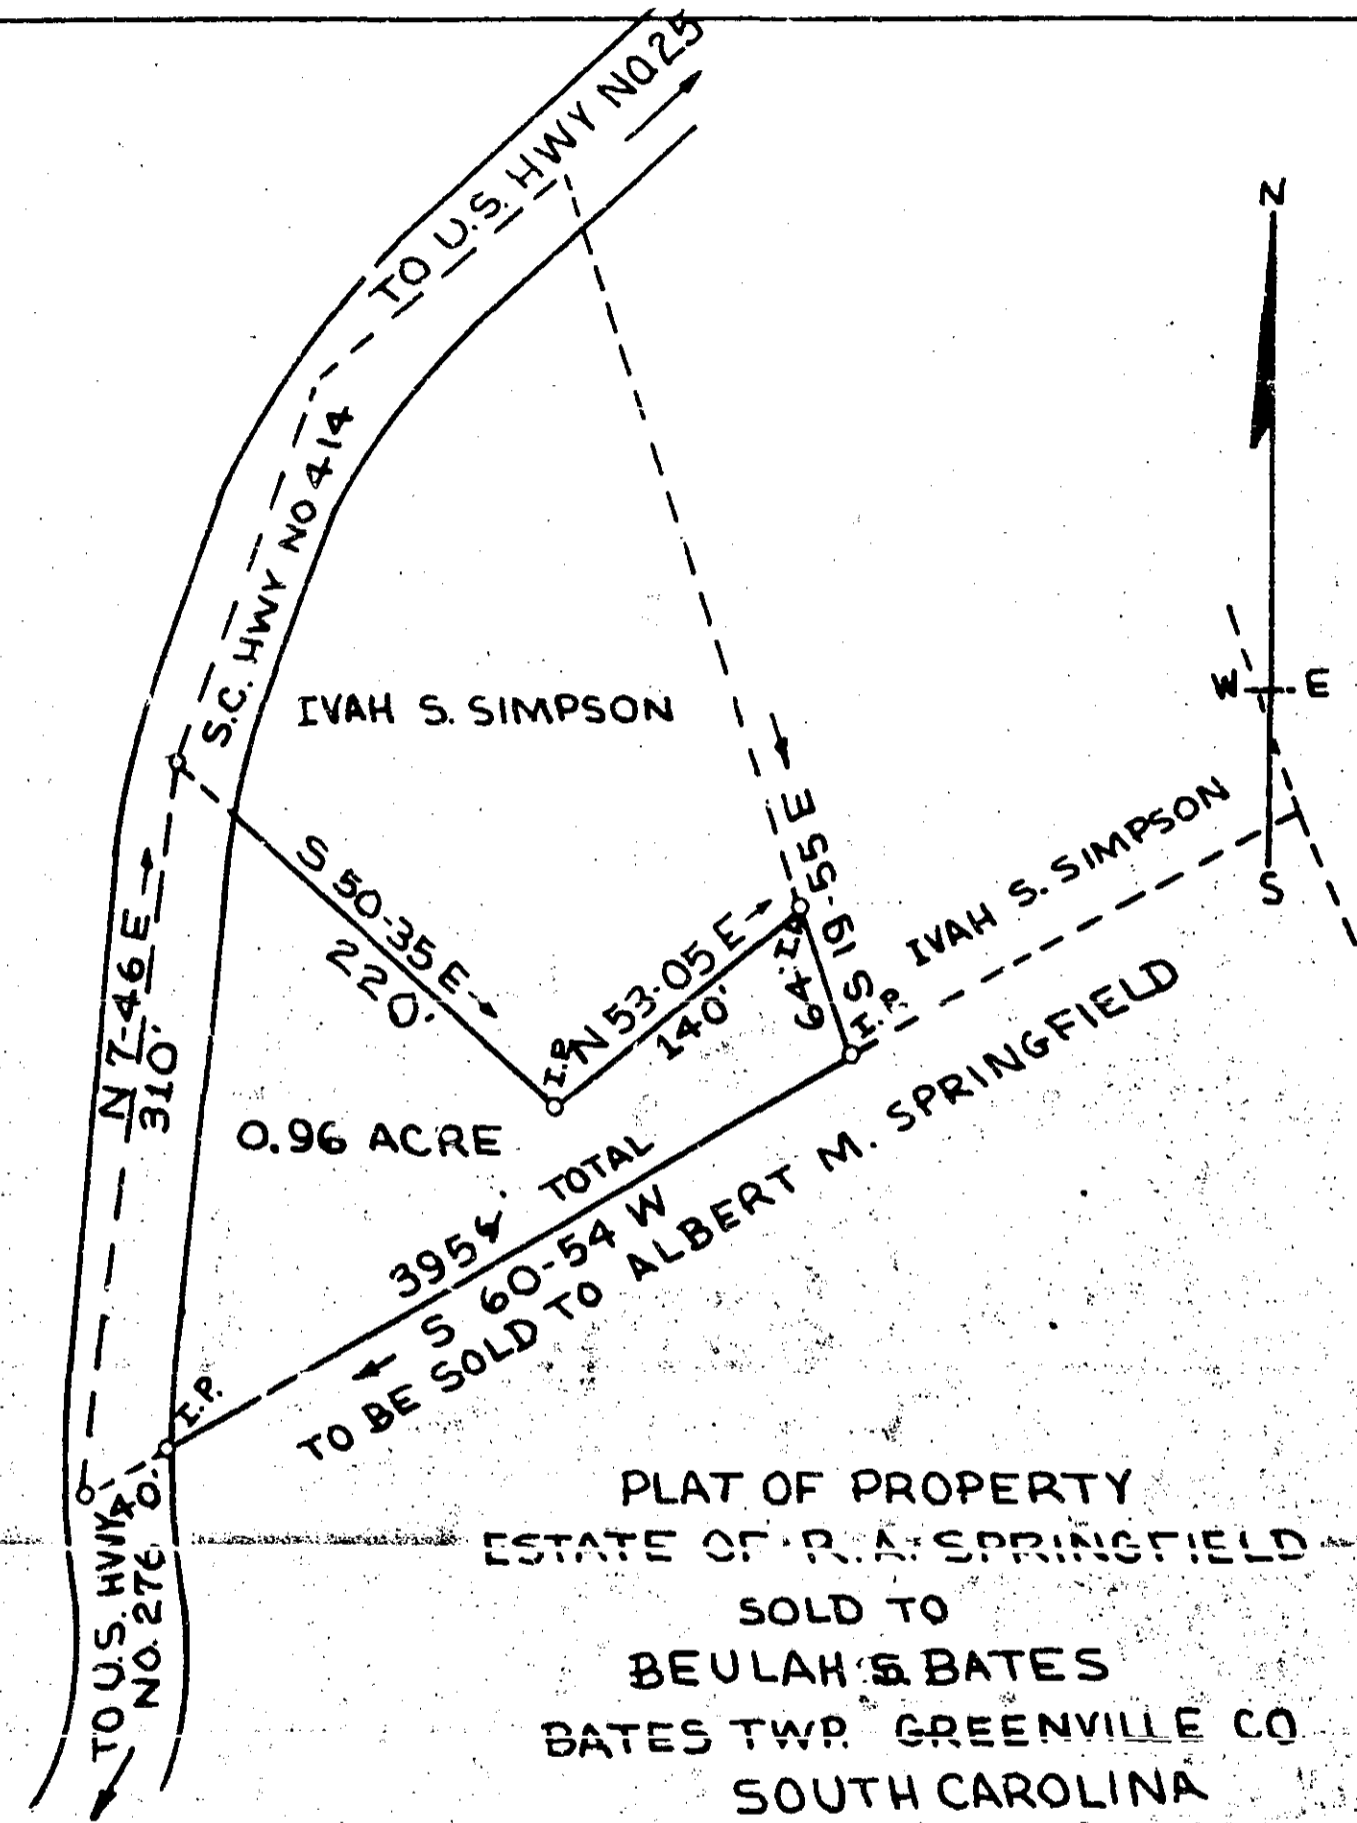 TO U.S. HWY NO 25
N
S.C. HWY NO 414
IVAH S. SIMPSON
W E
S
S 50-35 E
220'
N 7-46 E
310'
N 53-05 E
140'
I.P.
I.P.
S 19-55 E
64'
I.P.
IVAH S. SIMPSON
0.96 ACRE
TOTAL
S 60-54 W
TO BE SOLD TO ALBERT M. SPRINGFIELD
I.P.
40'
TO U.S. HWY
NO. 276
PLAT OF PROPERTY
ESTATE OF R. A. SPRINGFIELD
SOLD TO
BEULAH S. BATES
BATES TWP. GREENVILLE CO
SOUTH CAROLINA